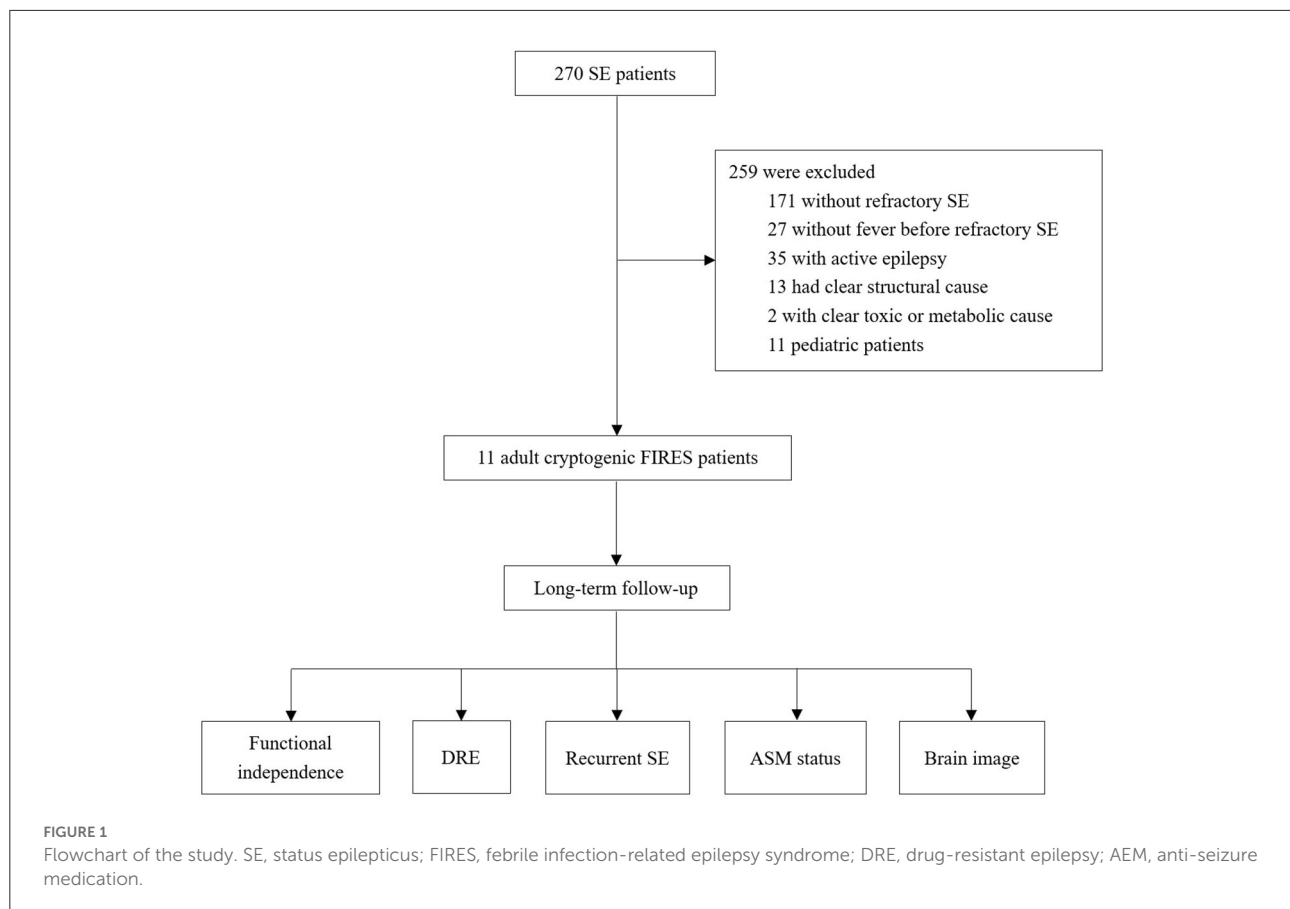 270 SE patients
259 were excluded
171 without refractory SE
27 without fever before refractory SE
35 with active epilepsy
13 had clear structural cause
2 with clear toxic or metabolic cause
11 pediatric patients
11 adult cryptogenic FIRES patients
Long-term follow-up
Functional
independence
DRE
Recurrent SE
ASM status
Brain image
FIGURE 1
Flowchart of the study. SE, status epilepticus; FIRES, febrile infection-related epilepsy syndrome; DRE, drug-resistant epilepsy; AEM, anti-seizure
medication.